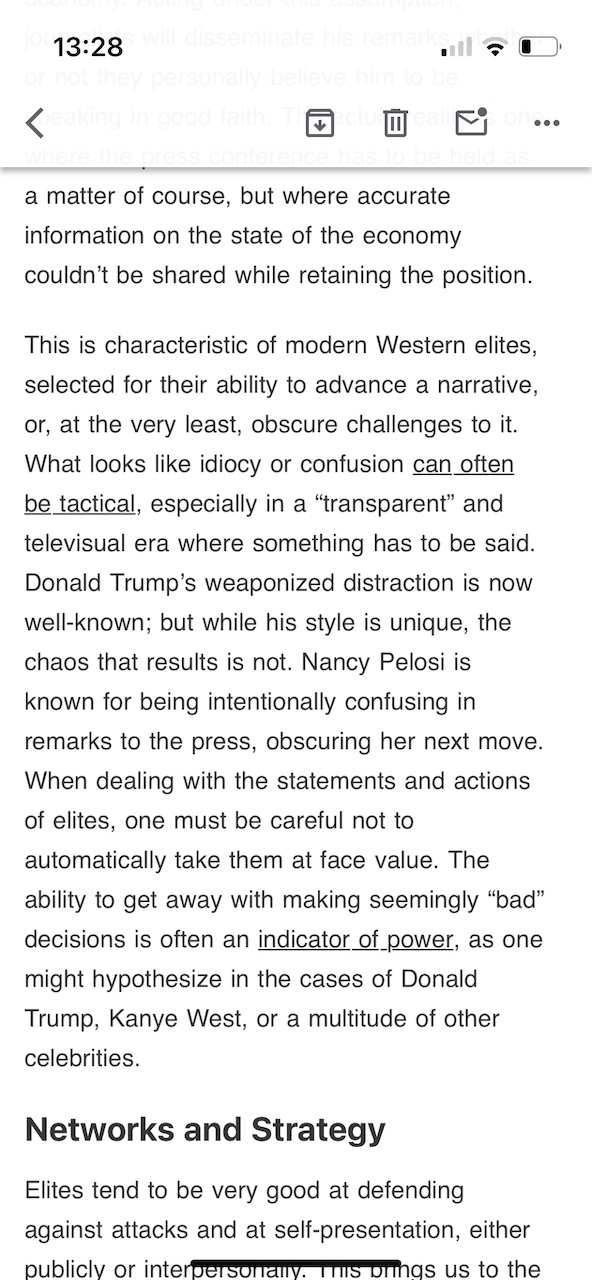 economy. Acting under this assumption,
journalists will disseminate his remarks whether
13:28
or not they personally believe him to be
speaking in good faith. The actual reality is one
where the press conference has to be held as
a matter of course, but where accurate
information on the state of the economy
couldn’t be shared while retaining the position.
This is characteristic of modern Western elites,
selected for their ability to advance a narrative,
or, at the very least, obscure challenges to it.
What looks like idiocy or confusion can often
be tactical, especially in a “transparent” and
televisual era where something has to be said.
Donald Trump’s weaponized distraction is now
well-known; but while his style is unique, the
chaos that results is not. Nancy Pelosi is
known for being intentionally confusing in
remarks to the press, obscuring her next move.
When dealing with the statements and actions
of elites, one must be careful not to
automatically take them at face value. The
ability to get away with making seemingly “bad”
decisions is often an indicator of power, as one
might hypothesize in the cases of Donald
Trump, Kanye West, or a multitude of other
celebrities.
Networks and Strategy
Elites tend to be very good at defending
against attacks and at self-presentation, either
publicly or interpersonally. This brings us to the